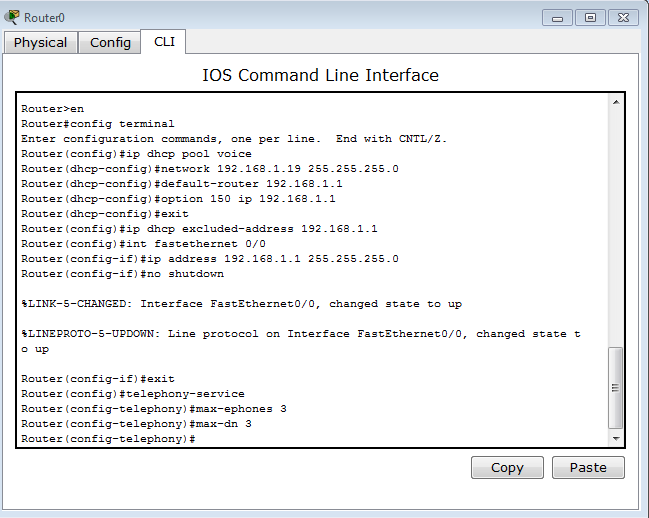 Router0
Physical Config CLI
IOS Command Line Interface
Router>en
Router#config terminal
Enter configuration commands, one per line.  End with CNTL/Z.
Router(config)#ip dhcp pool voice
Router(dhcp-config)#network 192.168.1.19 255.255.255.0
Router(dhcp-config)#default-router 192.168.1.1
Router(dhcp-config)#option 150 ip 192.168.1.1
Router(dhcp-config)#exit
Router(config)#ip dhcp excluded-address 192.168.1.1
Router(config)#int fastethernet 0/0
Router(config-if)#ip address 192.168.1.1 255.255.255.0
Router(config-if)#no shutdown
%LINK-5-CHANGED: Interface FastEthernet0/0, changed state to up
%LINEPROTO-5-UPDOWN: Line protocol on Interface FastEthernet0/0, changed state t
o up
Router(config-if)#exit
Router(config)#telephony-service
Router(config-telephony)#max-ephones 3
Router(config-telephony)#max-dn 3
Router(config-telephony)#
Copy Paste